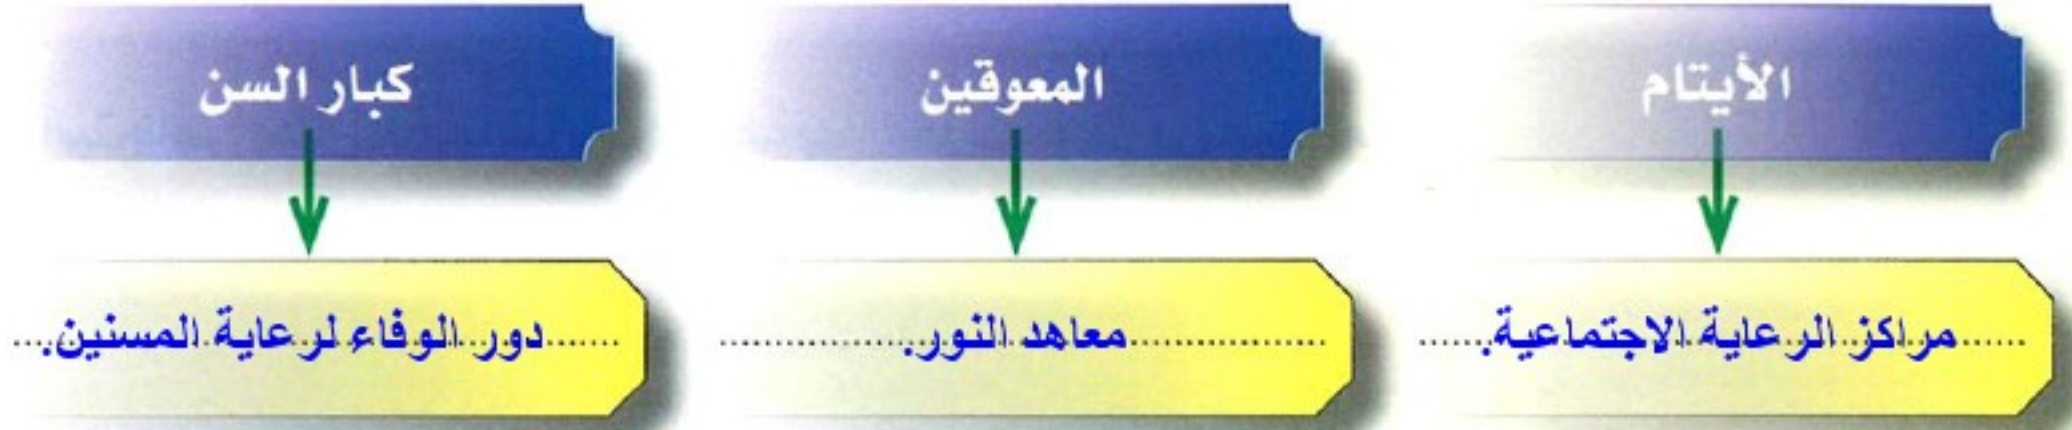 الأيتام
المعوقين
كبار السن
مراكز الرعاية الاجتماعية.
معاهد النور.
دور الوفاء لرعاية المسنين.